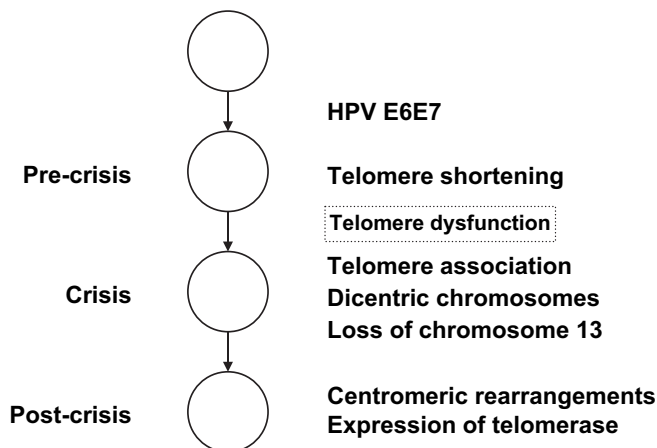 HPV E6E7
Pre-crisis
Telomere shortening
Telomere dysfunction
Telomere association
Crisis
Dicentric chromosomes
Loss of chromosome 13
Centromeric rearrangements
Post-crisis
Expression of telomerase